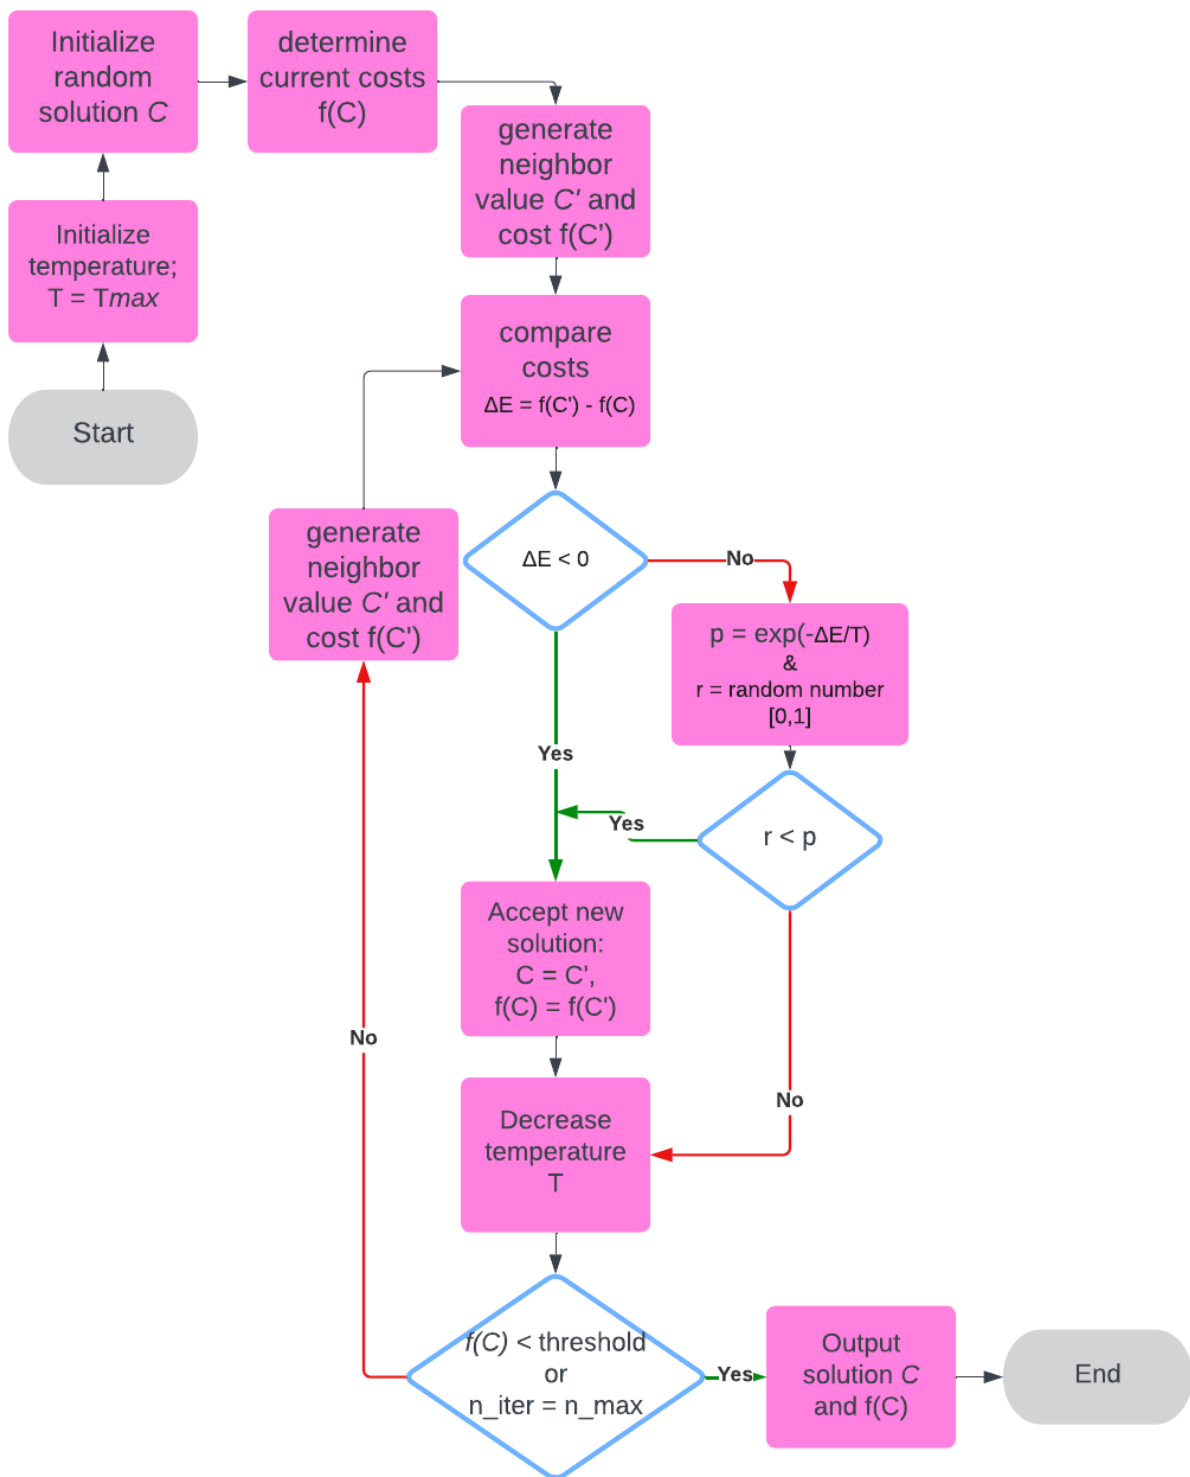 Initialize
random
solution C
determine
current costs
f(C)
generate
neighbor
value C' and
cost f(C')
Initialize
temperature;
T = Tmax
compare
costs
ΔE = f(C') - f(C)
Start
generate
neighbor
value C' and
cost f(C')
ΔE < 0
No
p = exp(-ΔE/T)
&
r = random number
[0,1]
Yes
Yes
r < p
Accept new
solution:
C = C',
f(C) = f(C')
No
No
Decrease
temperature
T
f(C) < threshold
or
n_iter = n_max
Yes
Output
solution C
and f(C)
End